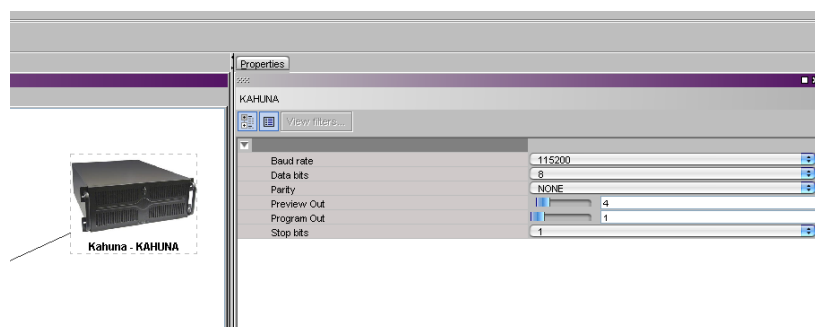 Properties
KAHUNA
View filters...
Baud rate 115200
Data bits 8
Parity NONE
Preview Out 4
Program Out 1
Stop bits 1
Kahuna - KAHUNA